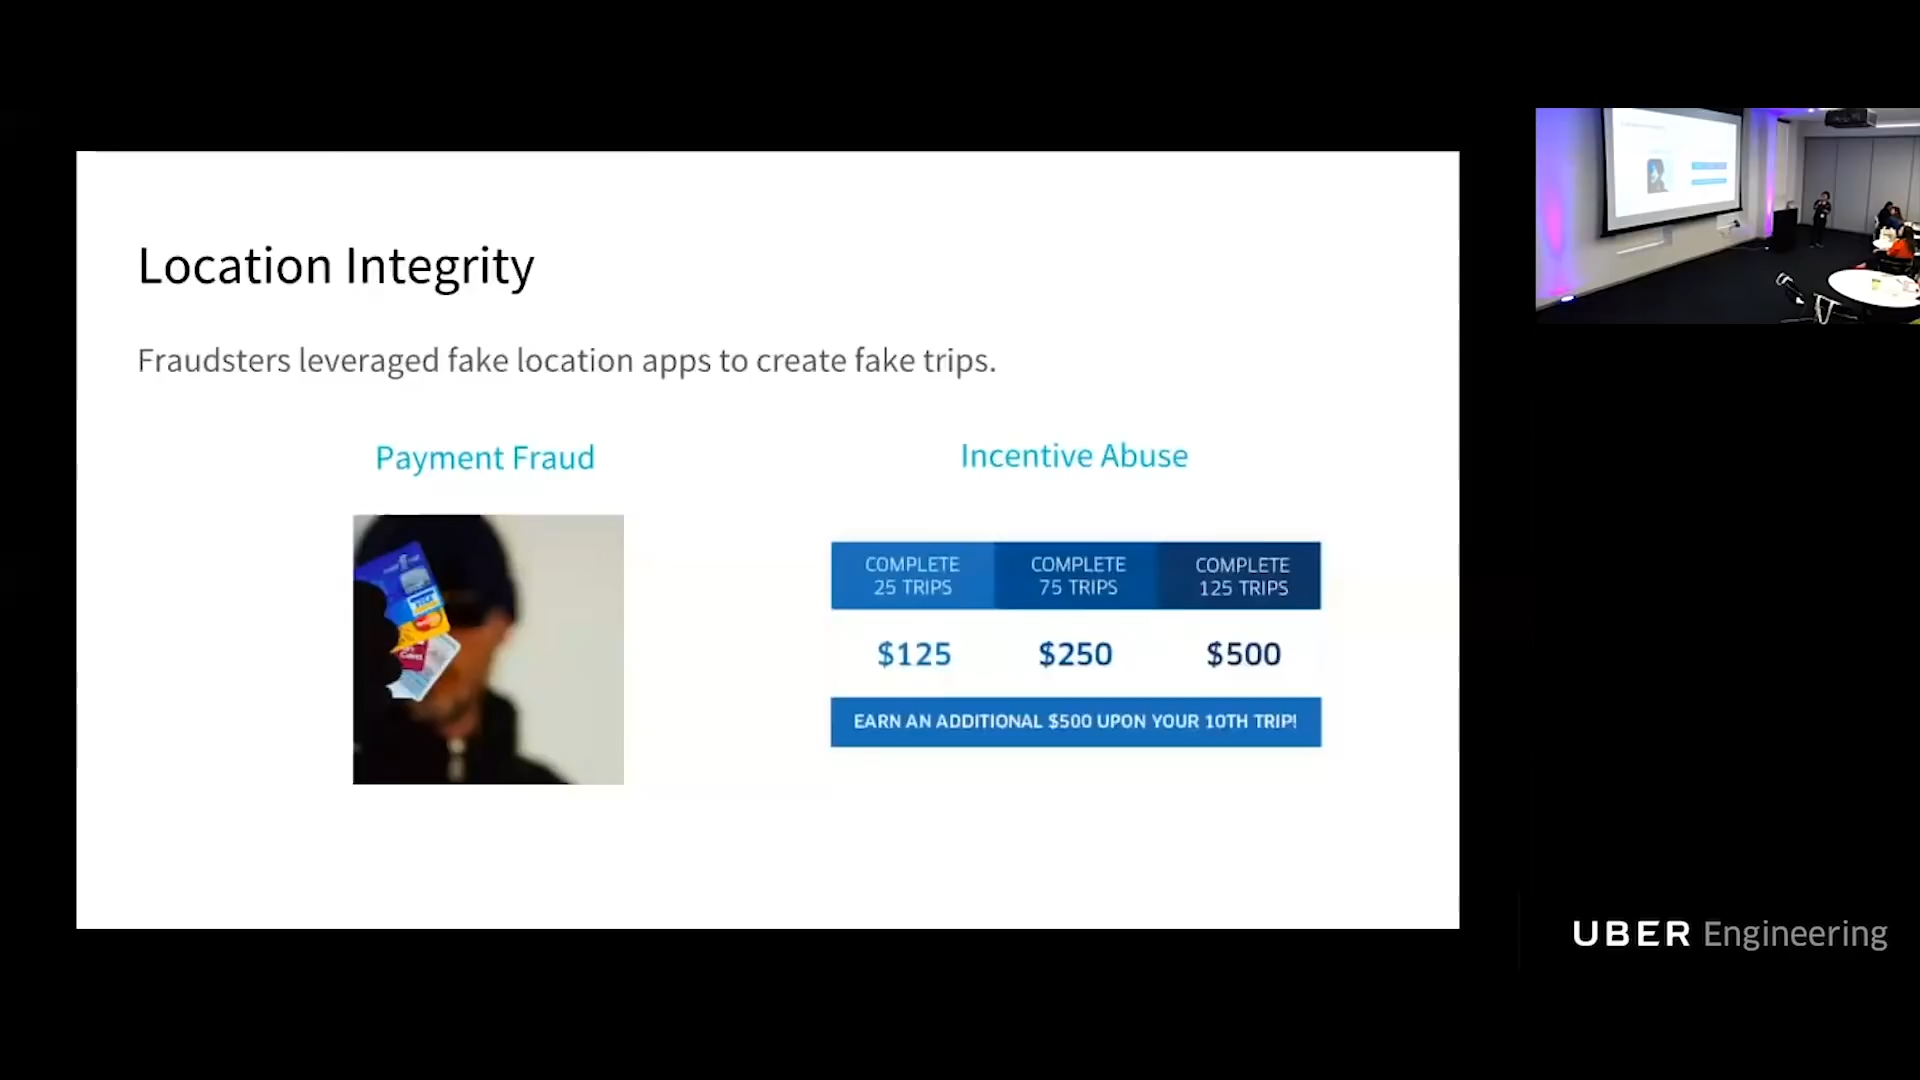 Location Integrity
Fraudsters leveraged fake location apps to create fake trips.
Payment Fraud
Incentive Abuse
COMPLETE
25 TRIPS
COMPLETE
75 TRIPS
COMPLETE
125 TRIPS
$125
$250
$500
EARN AN ADDITIONAL $500 UPON YOUR 10TH TRIP!
VISA
UBER Engineering